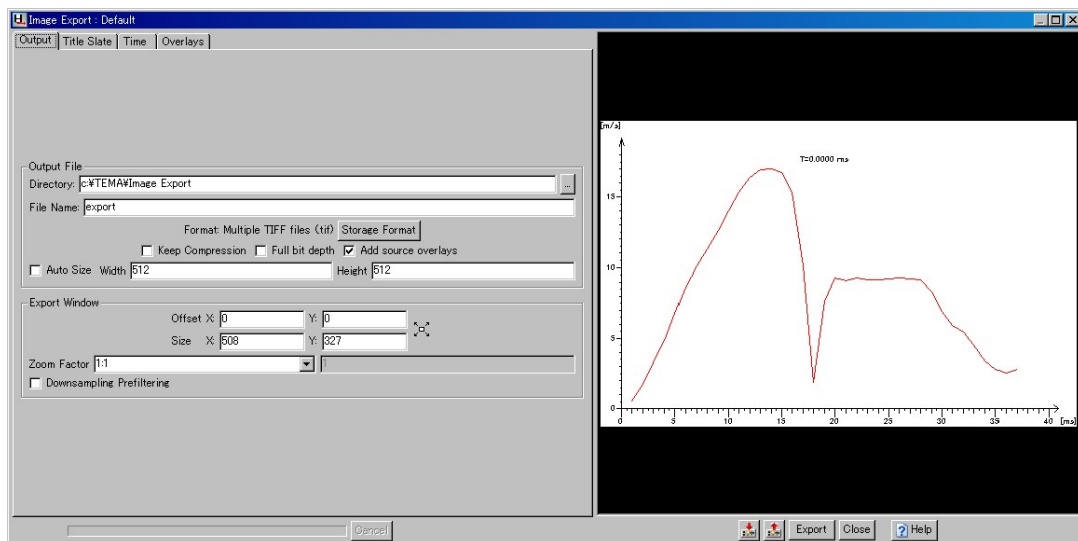 Image Export : Default
Output Title Slate Time Overlays
Output File
Directory: c:¥TEMA¥Image Export ...
File Name: export
Format: Multiple TIFF files (tif) Storage Format
Keep Compression Full bit depth Add source overlays
Auto Size Width 512 Height 512
Export Window
Offset X: 0 Y: 0
Size X: 508 Y: 327
Zoom Factor 1:1 1
Downsampling Prefiltering
Cancel
[m/s]
T=0.0000 ms
15
10
5
0
0 5 10 15 20 25 30 35 40 [ms]
Export Close ? Help